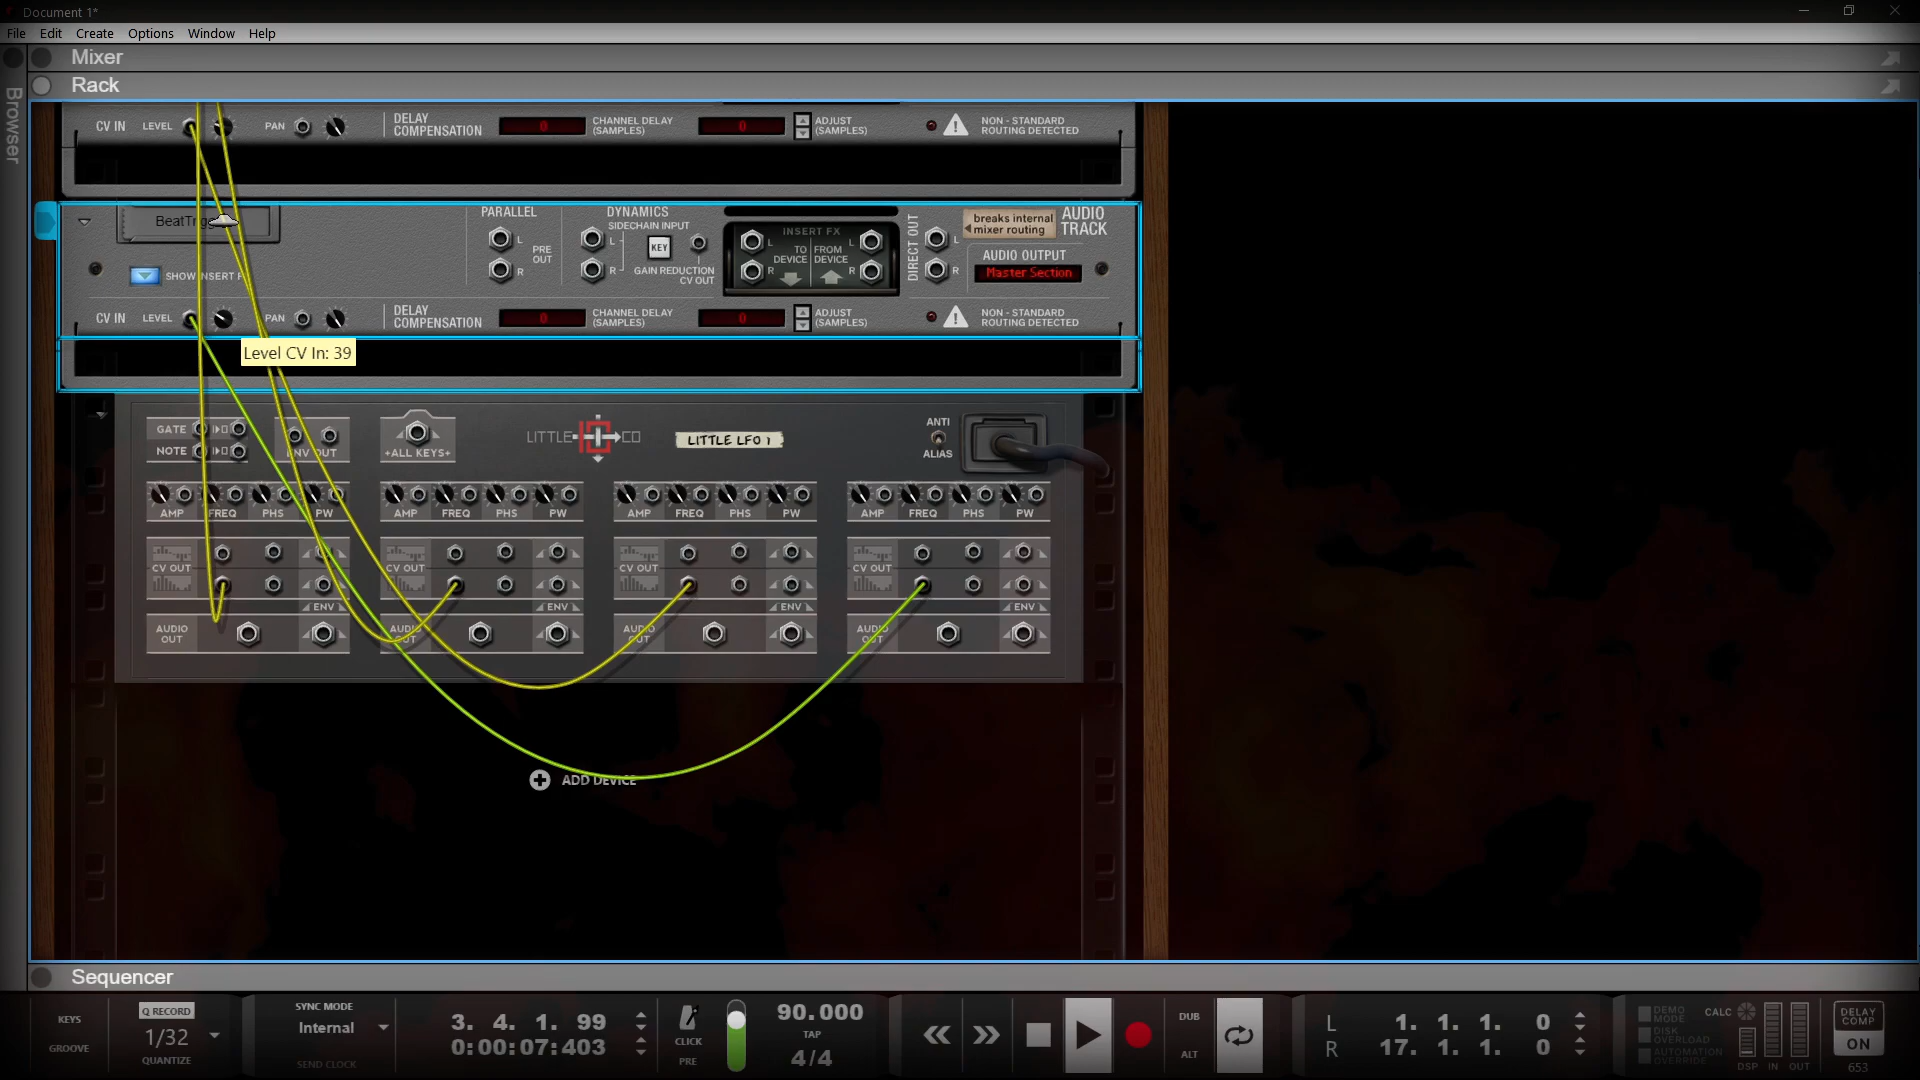 Document 1*
File Edit Create Options Window Help
Mixer
Rack
Browser
CV IN LEVEL PAN DELAY COMPENSATION 0 CHANNEL DELAY (SAMPLES) 0 ADJUST (SAMPLES) NON - STANDARD ROUTING DETECTED
PARALLEL
L
R
PRE OUT
DYNAMICS
SIDECHAIN INPUT
L
R
KEY
GAIN REDUCTION
CV OUT
INSERT FX
L TO DEVICE R
FROM DEVICE L R
DIRECT OUT
L
R
breaks internal mixer routing
AUDIO TRACK
AUDIO OUTPUT
Master Section
SHOW INSERT
CV IN LEVEL PAN DELAY COMPENSATION 0 CHANNEL DELAY (SAMPLES) 0 ADJUST (SAMPLES) NON - STANDARD ROUTING DETECTED
Level CV In: 39
GATE
NOTE
ENV OUT
+ALL KEYS+
LITTLE CO
LITTLE LFO 1
ANTI
ALIAS
AMP FREQ PHS PW AMP FREQ PHS PW AMP FREQ PHS PW AMP FREQ PHS PW
CV OUT CV OUT CV OUT CV OUT
ENV ENV ENV ENV
AUDIO OUT AUDIO OUT AUDIO OUT AUDIO OUT
ADD DEVICE
Sequencer
KEYS
GROOVE
Q RECORD
1/32
QUANTIZE
SYNC MODE
Internal
SEND CLOCK
3. 4. 1. 99
0:00:07:403
CLICK
PRE
90.000
TAP
4/4
DUB
ALT
L 1. 1. 1. 0
R 17. 1. 1. 0
DEMO MODE
DISK OVERLOAD
AUTOMATION OVERRIDE
CALC
DSP IN OUT
DELAY COMP
ON
653